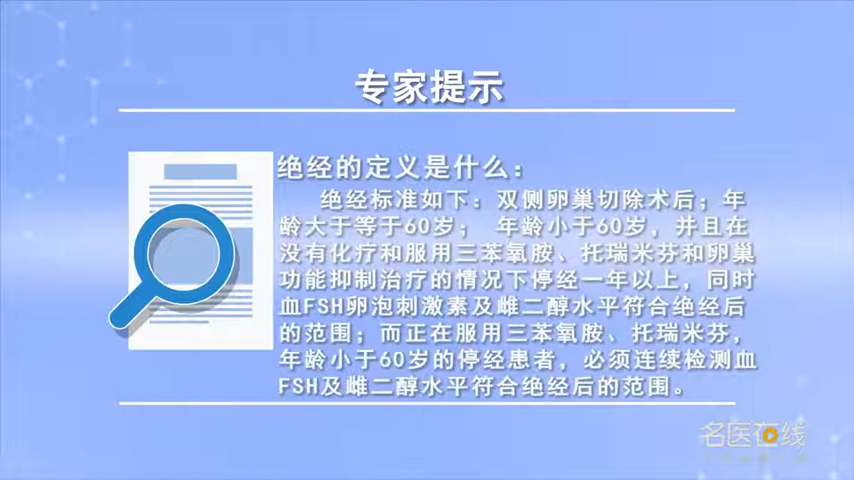 专家提示
绝经的定义是什么：
绝经标准如下：双侧卵巢切除术后；年
龄大于等于60岁； 年龄小于60岁，并且在
没有化疗和服用三苯氧胺、托瑞米芬和卵巢
功能抑制治疗的情况下停经一年以上，同时
血FSH卵泡刺激素及雌二醇水平符合绝经后
的范围；而正在服用三苯氧胺、托瑞米芬，
年龄小于60岁的停经患者，必须连续检测血
FSH及雌二醇水平符合绝经后的范围。
名医在线